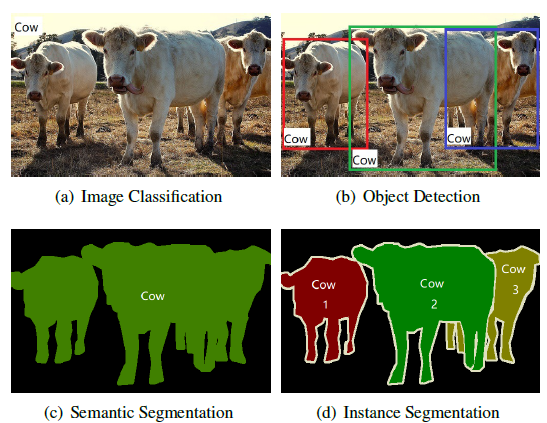 Cow
Cow
Cow
Cow
(a) Image Classification
(b) Object Detection
Cow
Cow
1
Cow
2
Cow
3
(c) Semantic Segmentation
(d) Instance Segmentation